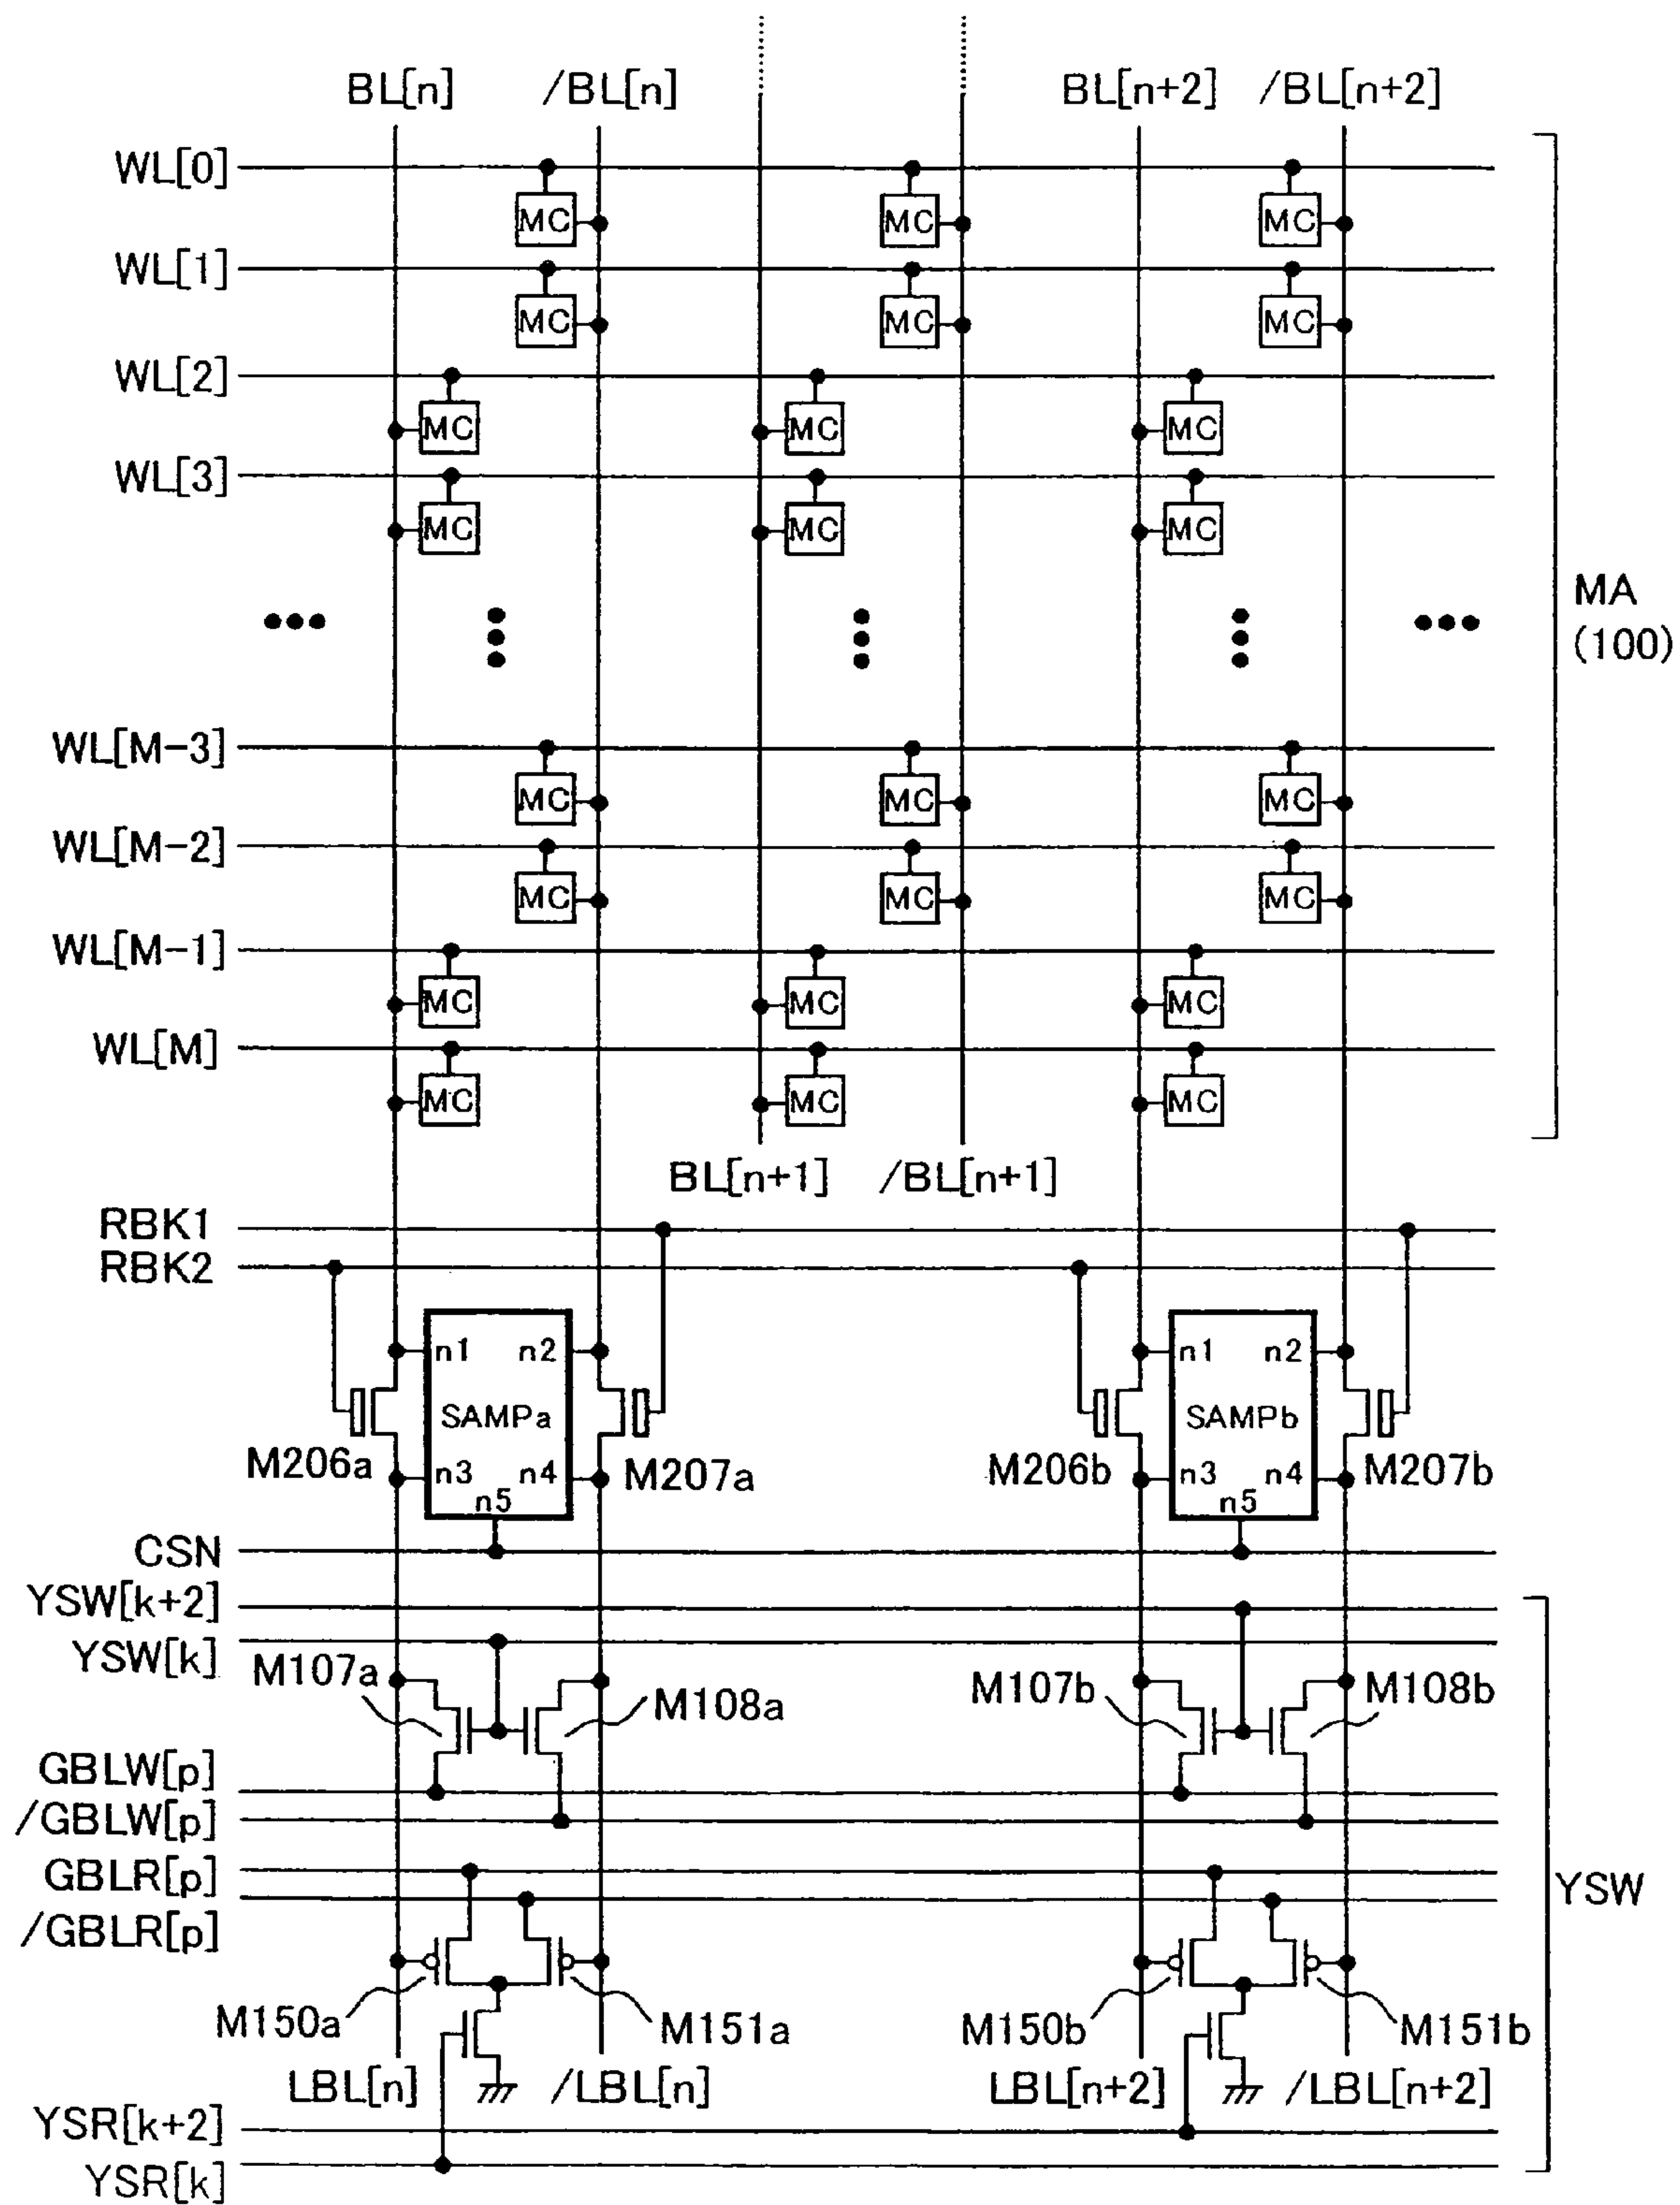 BL[n] /BL[n] BL[n+2] /BL[n+2]
WL[0]
MC MC MC
WL[1]
MC MC MC
WL[2]
MC MC MC
WL[3]
MC MC MC
MA
(100)
WL[M-3]
MC MC MC
WL[M-2]
MC MC MC
WL[M-1]
MC MC MC
WL[M]
MC MC MC
BL[n+1] /BL[n+1]
RBK1
RBK2
n1 n2 n1 n2
SAMPa SAMPb
M206a n3 n4 M207a M206b n3 n4 M207b
n5 n5
CSN
YSW[k+2]
YSW[k]
M107a M108a M107b M108b
GBLW[p]
/GBLW[p]
GBLR[p]
YSW
/GBLR[p]
M150a M151a M150b M151b
LBL[n] /LBL[n] LBL[n+2] /LBL[n+2]
YSR[k+2]
YSR[k]